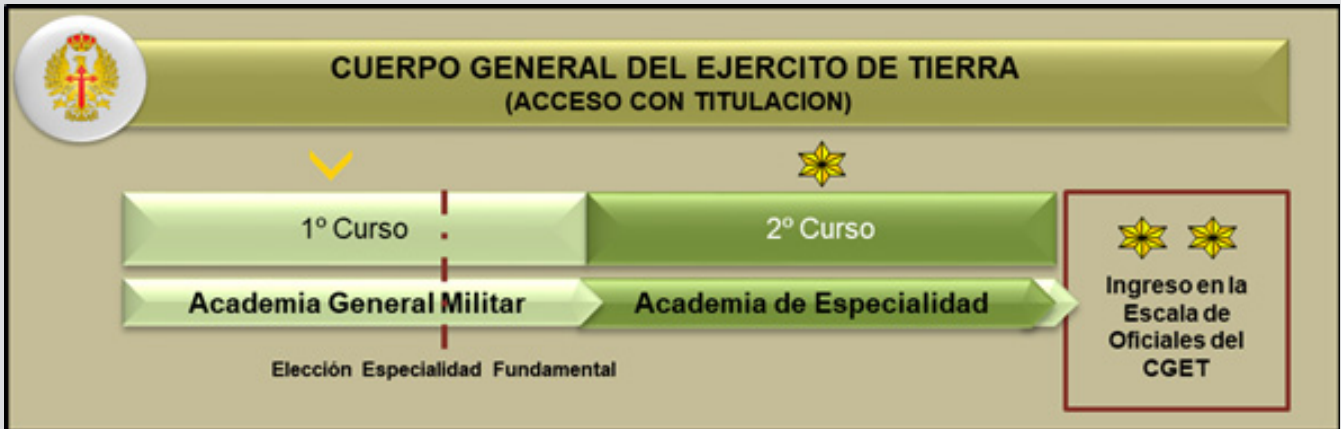 CUERPO GENERAL DEL EJERCITO DE TIERRA
(ACCESO CON TITULACION)
1º Curso
2º Curso
Academia General Militar
Academia de Especialidad
Elección Especialidad Fundamental
Ingreso en la
Escala de
Oficiales del
CGET